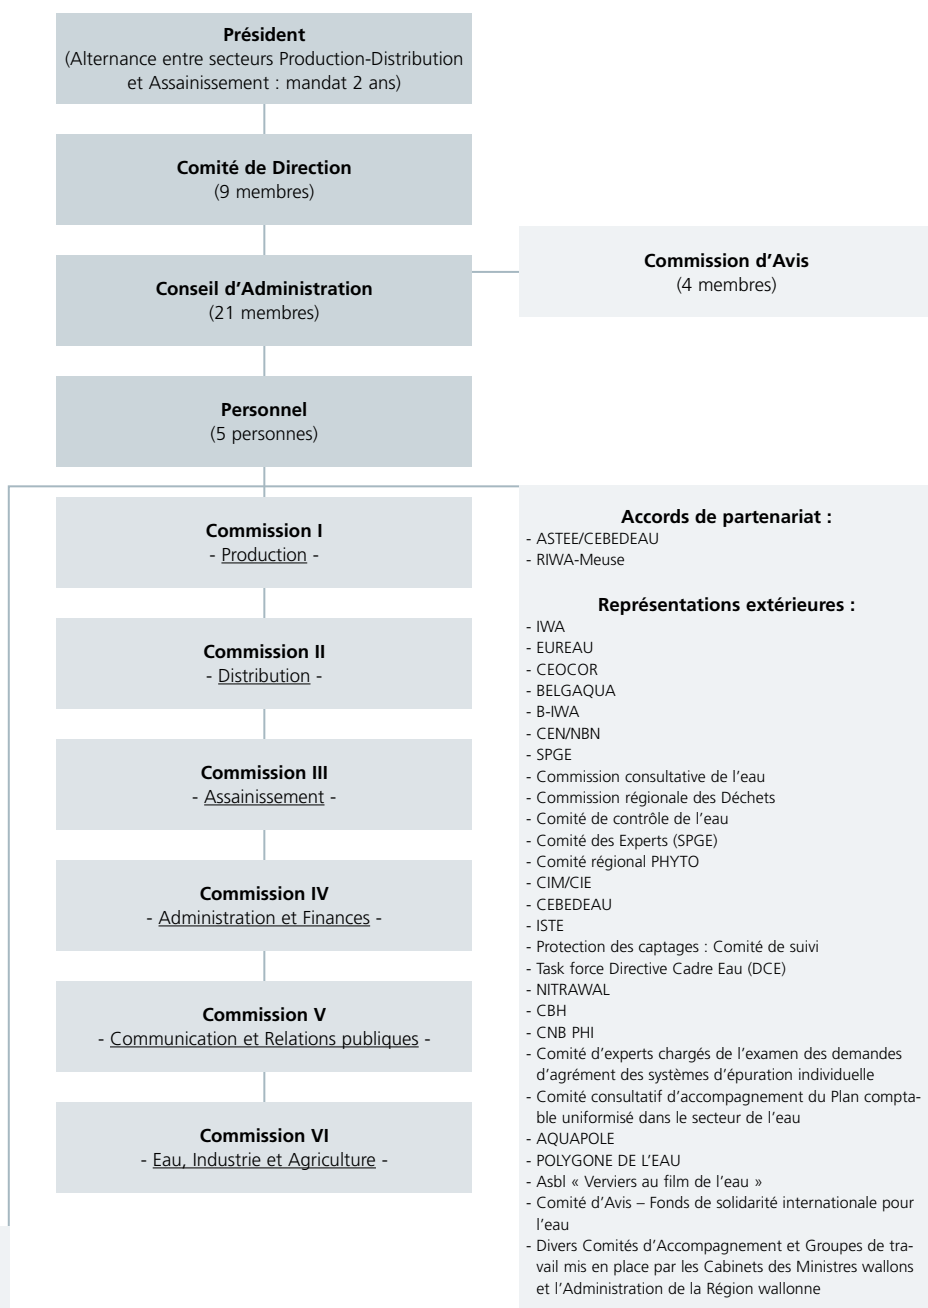 Président
(Alternance entre secteurs Production-Distribution
et Assainissement : mandat 2 ans)
Comité de Direction
(9 membres)
Conseil d’Administration
(21 membres)
Commission d’Avis
(4 membres)
Personnel
(5 personnes)
Commission I
- Production -
Commission II
- Distribution -
Commission III
- Assainissement -
Commission IV
- Administration et Finances -
Commission V
- Communication et Relations publiques -
Commission VI
- Eau, Industrie et Agriculture -
Accords de partenariat :
- ASTEE/CEBEDEAU
- RIWA-Meuse
Représentations extérieures :
- IWA
- EUREAU
- CEOCOR
- BELGAQUA
- B-IWA
- CEN/NBN
- SPGE
- Commission consultative de l’eau
- Commission régionale des Déchets
- Comité de contrôle de l’eau
- Comité des Experts (SPGE)
- Comité régional PHYTO
- CIM/CIE
- CEBEDEAU
- ISTE
- Protection des captages : Comité de suivi
- Task force Directive Cadre Eau (DCE)
- NITRAWAL
- CBH
- CNB PHI
- Comité d’experts chargés de l’examen des demandes
d’agrément des systèmes d’épuration individuelle
- Comité consultatif d’accompagnement du Plan compta-
ble uniformisé dans le secteur de l’eau
- AQUAPOLE
- POLYGONE DE L’EAU
- Asbl « Verviers au film de l’eau »
- Comité d’Avis – Fonds de solidarité internationale pour
l’eau
- Divers Comités d’Accompagnement et Groupes de tra-
vail mis en place par les Cabinets des Ministres wallons
et l’Administration de la Région wallonne